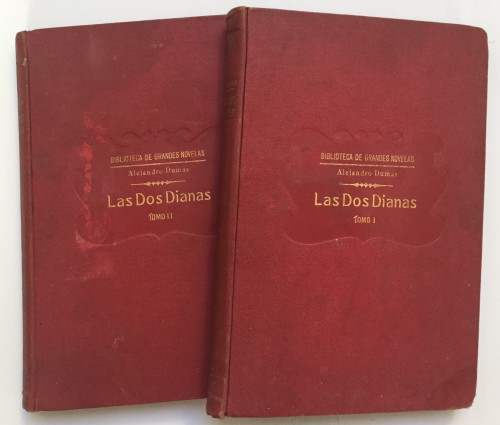 BIBLIOTECA DE GRANDES NOVELAS
Alejandro Dumas
Las Dos Dianas
TOMO II
BIBLIOTECA DE GRANDES NOVELAS
Alejandro Dumas
Las Dos Dianas
TOMO I